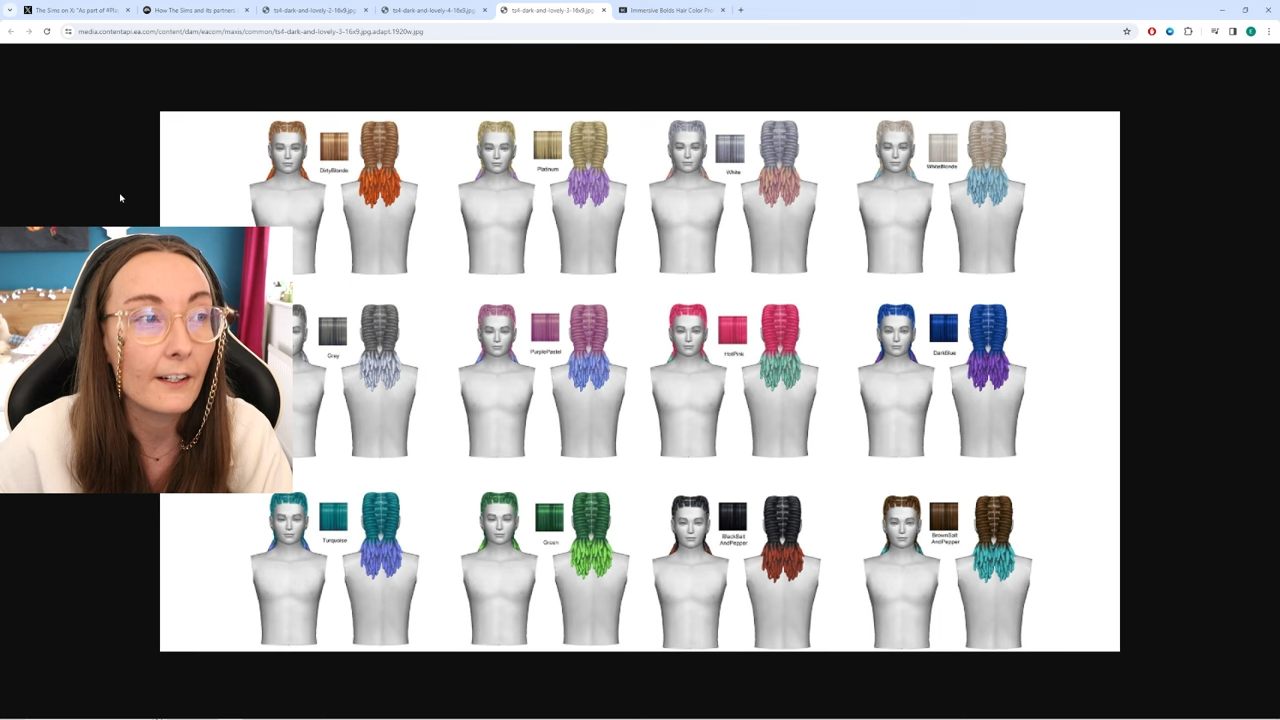 The Sims on X: "As part of #Pla
How The Sims and its partners
ts4-dark-and-lovely-2-16x9.jpg
ts4-dark-and-lovely-4-16x9.jpg
ts4-dark-and-lovely-3-16x9.jpg
Immersive Bolds Hair Color Pro
media.contentapi.ea.com/content/dam/eacom/maxis/common/ts4-dark-and-lovely-3-16x9.jpg.adapt.1920w.jpg
DirtyBlonde
Platinum
White
WhiteBlonde
Grey
PurplePastel
HotPink
DarkBlue
Turquoise
Green
BlackSalt
AndPepper
BrownSalt
AndPepper